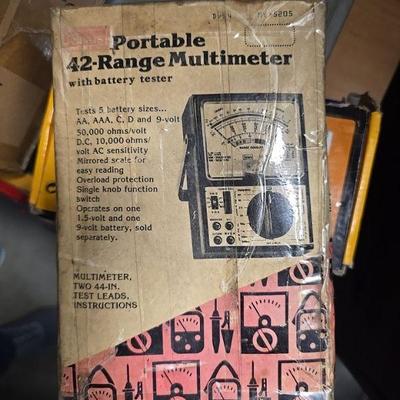 Portable
42-Range Multimeter
with battery tester
Tests 5 battery sizes...
AA, AAA, C, D and 9-volt
50,000 ohms/volt
D.C, 10,000 ohms/
volt AC sensitivity
Mirrored scale for
easy reading
Overload protection
Single knob function
switch
Operates on one
1.5-volt and one
9-volt battery, sold
separately.
MULTIMETER,
TWO 44-IN.
TEST LEADS,
INSTRUCTIONS